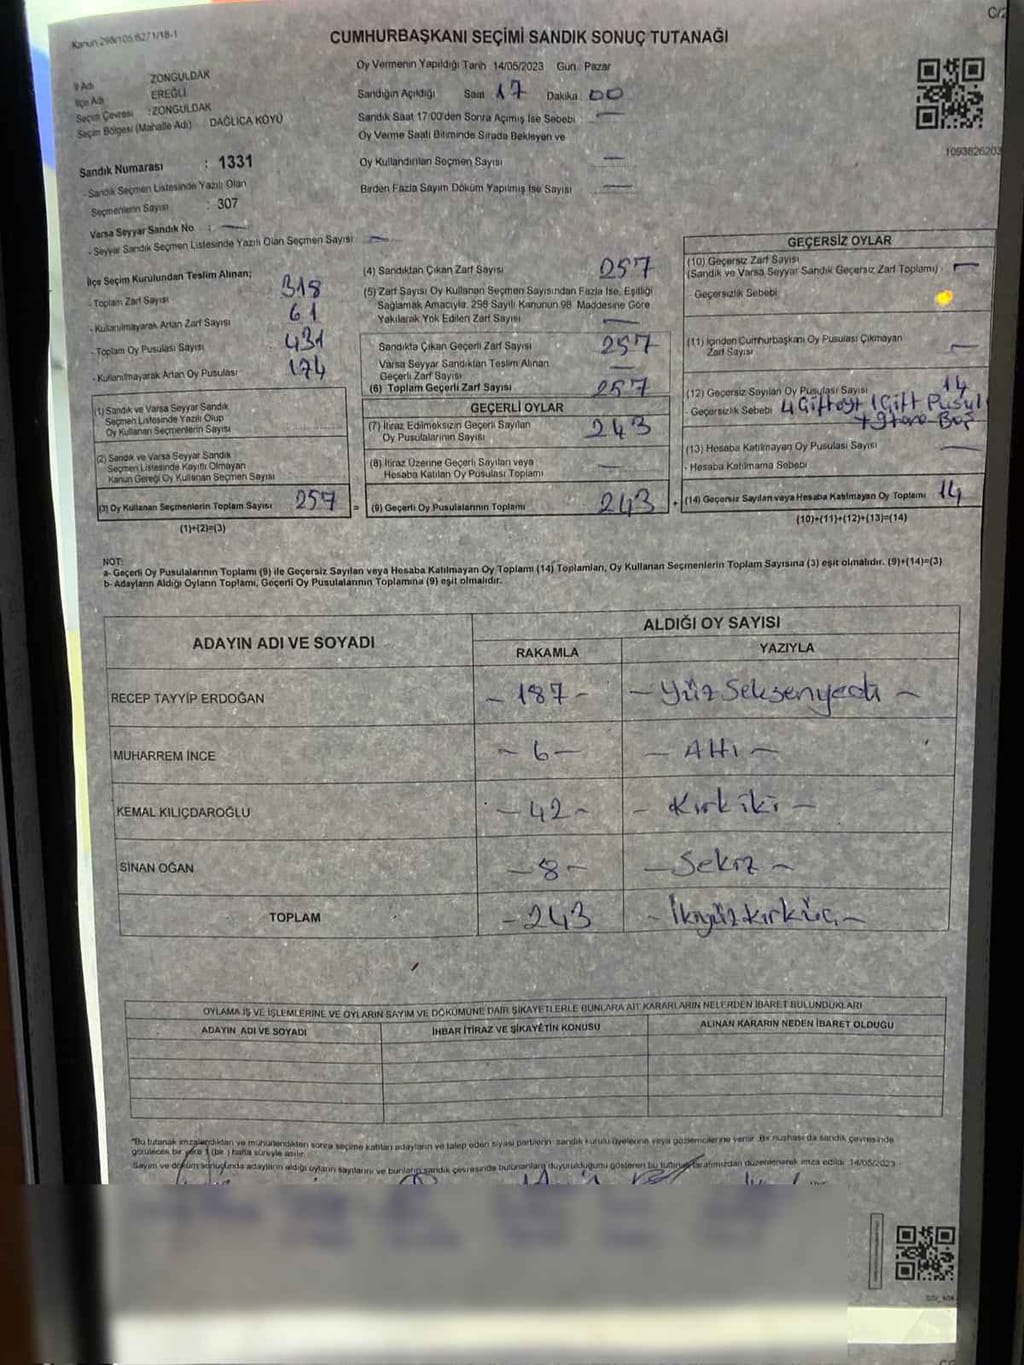 Kanun:298/105;6271/18-1
C/2
CUMHURBAŞKANI SEÇİMİ SANDIK SONUÇ TUTANAĞI
İl Adı ZONGULDAK
İlçe Adı EREĞLİ
Seçim Çevresi :ZONGULDAK
Seçim Bölgesi (Mahalle Adı) DAĞLICA KÖYÜ
Oy Vermenin Yapıldığı Tarih 14/05/2023 Gün Pazar
Sandığın Açıldığı Saat 17 Dakika 00
Sandık Saat 17:00'den Sonra Açmış İse Sebebi —
Oy Verme Saati Bitiminde Sırada Bekleyen ve
Oy Kullandırılan Seçmen Sayısı —
Birden Fazla Sayım Döküm Yapılmış İse Sayısı —
1093826203
Sandık Numarası : 1331
- Sandık Seçmen Listesinde Yazılı Olan
Seçmenlerin Sayısı : 307
Varsa Seyyar Sandık No : —
- Seyyar Sandık Seçmen Listesinde Yazılı Olan Seçmen Sayısı —
İlçe Seçim Kurulundan Teslim Alınan;
- Toplam Zarf Sayısı 318
- Kullanılmayarak Artan Zarf Sayısı 61
- Toplam Oy Pusulası Sayısı 431
- Kullanılmayarak Artan Oy Pusulası 174
(1) Sandık ve Varsa Seyyar Sandık
Seçmen Listesinde Yazılı Olup
Oy Kullanan Seçmenlerin Sayısı
(2) Sandık ve Varsa Seyyar Sandık
Seçmen Listesinde Kayıtlı Olmayan
Kanun Gereği Oy Kullanan Seçmen Sayısı
(3) Oy Kullanan Seçmenlerin Toplam Sayısı 257
(1)+(2)=(3)
(4) Sandıktan Çıkan Zarf Sayısı 257
(5) Zarf Sayısı Oy Kullanan Seçmen Sayısından Fazla İse, Eşitliği
Sağlamak Amacıyla, 298 Sayılı Kanunun 98 Maddesine Göre
Yakılarak Yok Edilen Zarf Sayısı —
Sandıkta Çıkan Geçerli Zarf Sayısı 257
Varsa Seyyar Sandıktan Teslim Alınan
Geçerli Zarf Sayısı —
(6) Toplam Geçerli Zarf Sayısı 257
GEÇERLİ OYLAR
(7) İtiraz Edilmeksizin Geçerli Sayılan
Oy Pusulalarının Sayısı 243
(8) İtiraz Üzerine Geçerli Sayılan veya
Hesaba Katılan Oy Pusulası Toplamı —
= (9) Geçerli Oy Pusulalarının Toplamı 243
GEÇERSİZ OYLAR
(10) Geçersiz Zarf Sayısı
(Sandık ve Varsa Seyyar Sandık Geçersiz Zarf Toplamı) —
- Geçersizlik Sebebi
(11) İçinden Cumhurbaşkanı Oy Pusulası Çıkmayan
Zarf Sayısı —
(12) Geçersiz Sayılan Oy Pusulası Sayısı 14
- Geçersizlik Sebebi 4 Çift oy 1 Çift Pusul
(13) Hesaba Katılmayan Oy Pusulası Sayısı —
- Hesaba Katılmama Sebebi
+ (14) Geçersiz Sayılan veya Hesaba Katılmayan Oy Toplamı 14
(10)+(11)+(12)+(13)=(14)
NOT:
a- Geçerli Oy Pusulalarının Toplamı (9) ile Geçersiz Sayılan veya Hesaba Katılmayan Oy Toplamı (14) Toplamları, Oy Kullanan Seçmenlerin Toplam Sayısına (3) eşit olmalıdır. (9)+(14)=(3)
b- Adayların Aldığı Oyların Toplamı, Geçerli Oy Pusulalarının Toplamına (9) eşit olmalıdır.
ADAYIN ADI VE SOYADI ALDIĞI OY SAYISI
RAKAMLA YAZIYLA
RECEP TAYYİP ERDOĞAN - 187 - - Yüz Seksenyedi -
MUHARREM İNCE - 6 - - Altı -
KEMAL KILIÇDAROĞLU - 42 - - Kırk iki -
SİNAN OĞAN - 8 - - Sekiz -
TOPLAM - 243 - İkiyüz kırküç -
OYLAMA İŞ VE İŞLEMLERİNE VE OYLARIN SAYIM VE DÖKÜMÜNE DAİR ŞİKAYETLERLE BUNLARA AİT KARARLARIN NELERDEN İBARET BULUNDUKLARI
ADAYIN ADI VE SOYADI İHBAR İTİRAZ VE ŞİKAYETİN KONUSU ALINAN KARARIN NEDEN İBARET OLDUĞU
"Bu tutanak imzalandıktan ve mühürlendikten sonra seçime katılan adayların ve talep eden siyasi partilerin sandık kurulu üyelerine veya gözlemcilerine verilir. Bir nüshası da sandık çevresinde
görülecek bir yere 1 (bir ) hafta süreyle asılır.
Sayım ve döküm sonucunda adayların aldığı oyların sayılarını ve bunların sandık çevresinde bulunanlara duyurulduğunu gösteren bu tutanak tarafımızdan düzenlenerek imza edildi. 14/05/2023